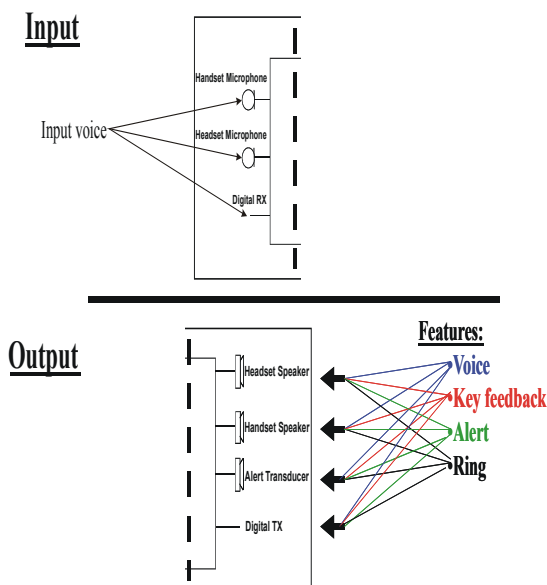 Input
Handset Microphone
Input voice
Headset Microphone
Digital RX
Output
Features:
Headset Speaker
Voice
Key feedback
Handset Speaker
Alert
Ring
Alert Transducer
Digital TX